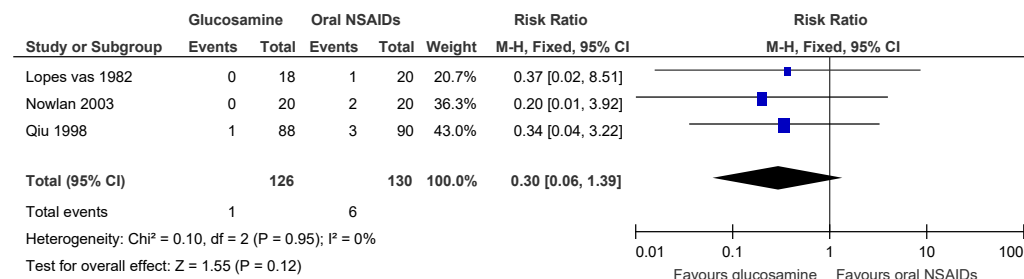 Glucosamine Oral NSAIDs Risk Ratio Risk Ratio
Study or Subgroup Events Total Events Total Weight M-H, Fixed, 95% CI M-H, Fixed, 95% CI
Lopes vas 1982 0 18 1 20 20.7% 0.37 [0.02, 8.51]
Nowlan 2003 0 20 2 20 36.3% 0.20 [0.01, 3.92]
Qiu 1998 1 88 3 90 43.0% 0.34 [0.04, 3.22]
Total (95% CI) 126 130 100.0% 0.30 [0.06, 1.39]
Total events 1 6
Heterogeneity: Chi² = 0.10, df = 2 (P = 0.95); I² = 0%
Test for overall effect: Z = 1.55 (P = 0.12)
0.01 0.1 1 10 100
Favours glucosamine Favours oral NSAIDs